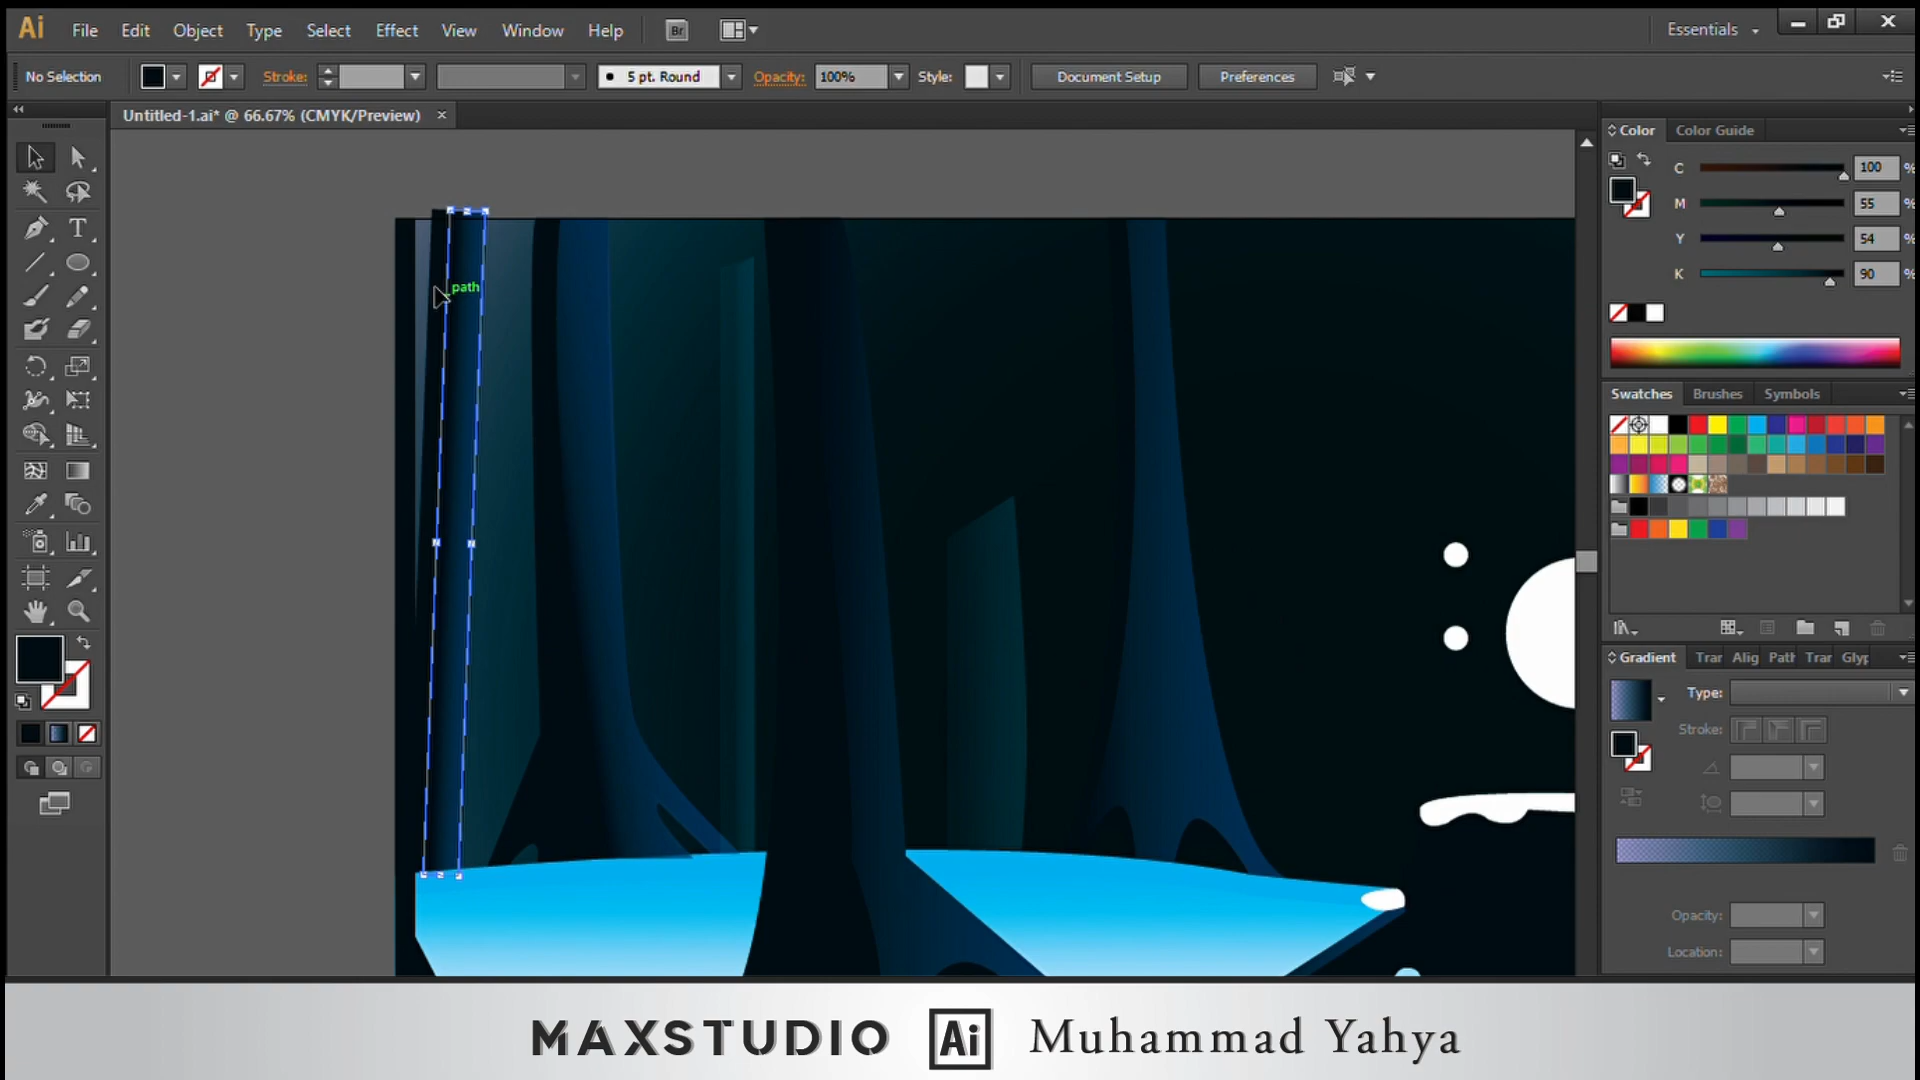 Ai File Edit Object Type Select Effect View Window Help Br Essentials
No Selection Stroke: 5 pt. Round Opacity: 100% Style: Document Setup Preferences
Untitled-1.ai* @ 66.67% (CMYK/Preview)
Color Color Guide
C 100 %
M 55 %
Y 54 %
K 90 %
path
Swatches Brushes Symbols
Gradient Trar Alig Path Trar Glyp
Type:
Stroke:
Opacity:
Location:
MAXSTUDIO Ai Muhammad Yahya